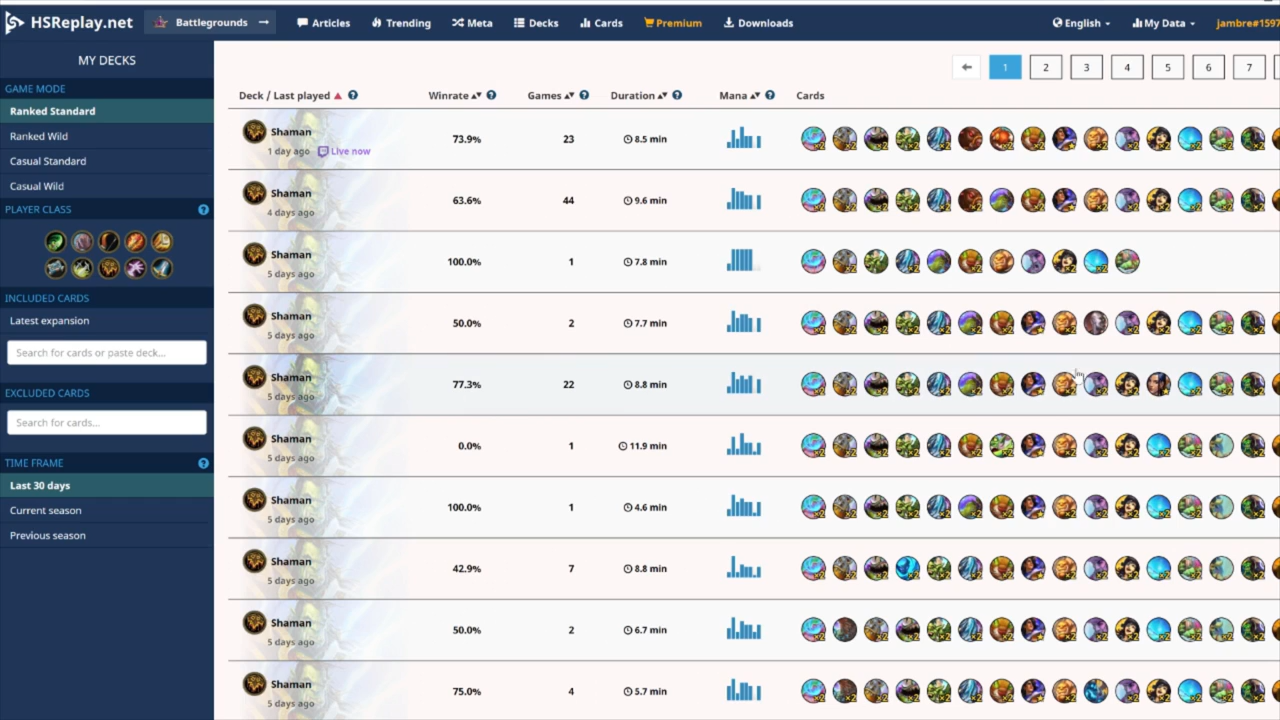 HSReplay.net Battlegrounds → Articles Trending Meta Decks Cards Premium Downloads English My Data jambre#1597
MY DECKS
GAME MODE
Ranked Standard
Ranked Wild
Casual Standard
Casual Wild
PLAYER CLASS ?
INCLUDED CARDS
Latest expansion
Search for cards or paste deck...
EXCLUDED CARDS
Search for cards...
TIME FRAME ?
Last 30 days
Current season
Previous season
1 2 3 4 5 6 7
Deck / Last played ? Winrate ? Games ? Duration ? Mana ? Cards
Shaman 73.9% 23 8.5 min
1 day ago Live now
Shaman 63.6% 44 9.6 min
4 days ago
Shaman 100.0% 1 7.8 min
5 days ago
Shaman 50.0% 2 7.7 min
5 days ago
Shaman 77.3% 22 8.8 min
5 days ago
Shaman 0.0% 1 11.9 min
5 days ago
Shaman 100.0% 1 4.6 min
5 days ago
Shaman 42.9% 7 8.8 min
5 days ago
Shaman 50.0% 2 6.7 min
5 days ago
Shaman 75.0% 4 5.7 min
5 days ago